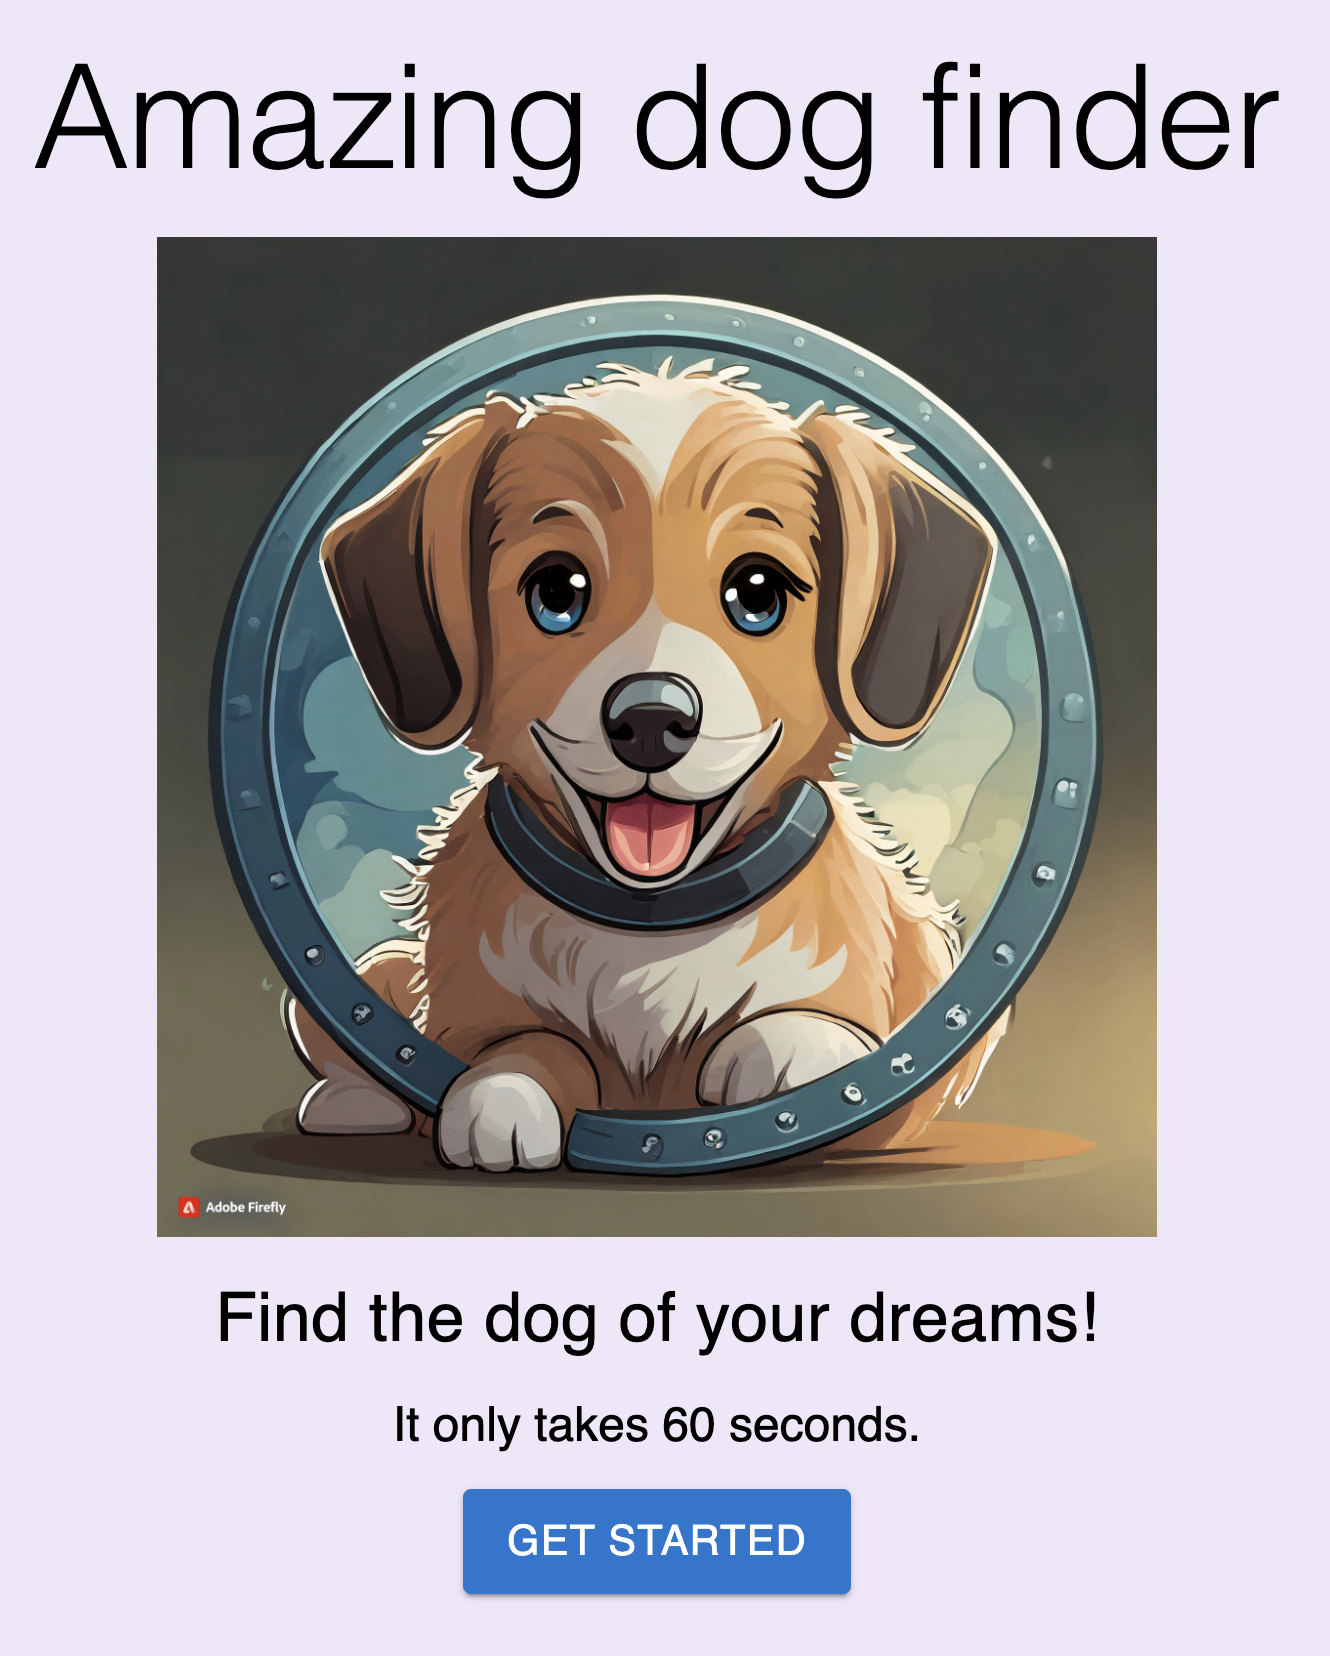 Amazing dog finder
Adobe Firefly
Find the dog of your dreams!
It only takes 60 seconds.
GET STARTED